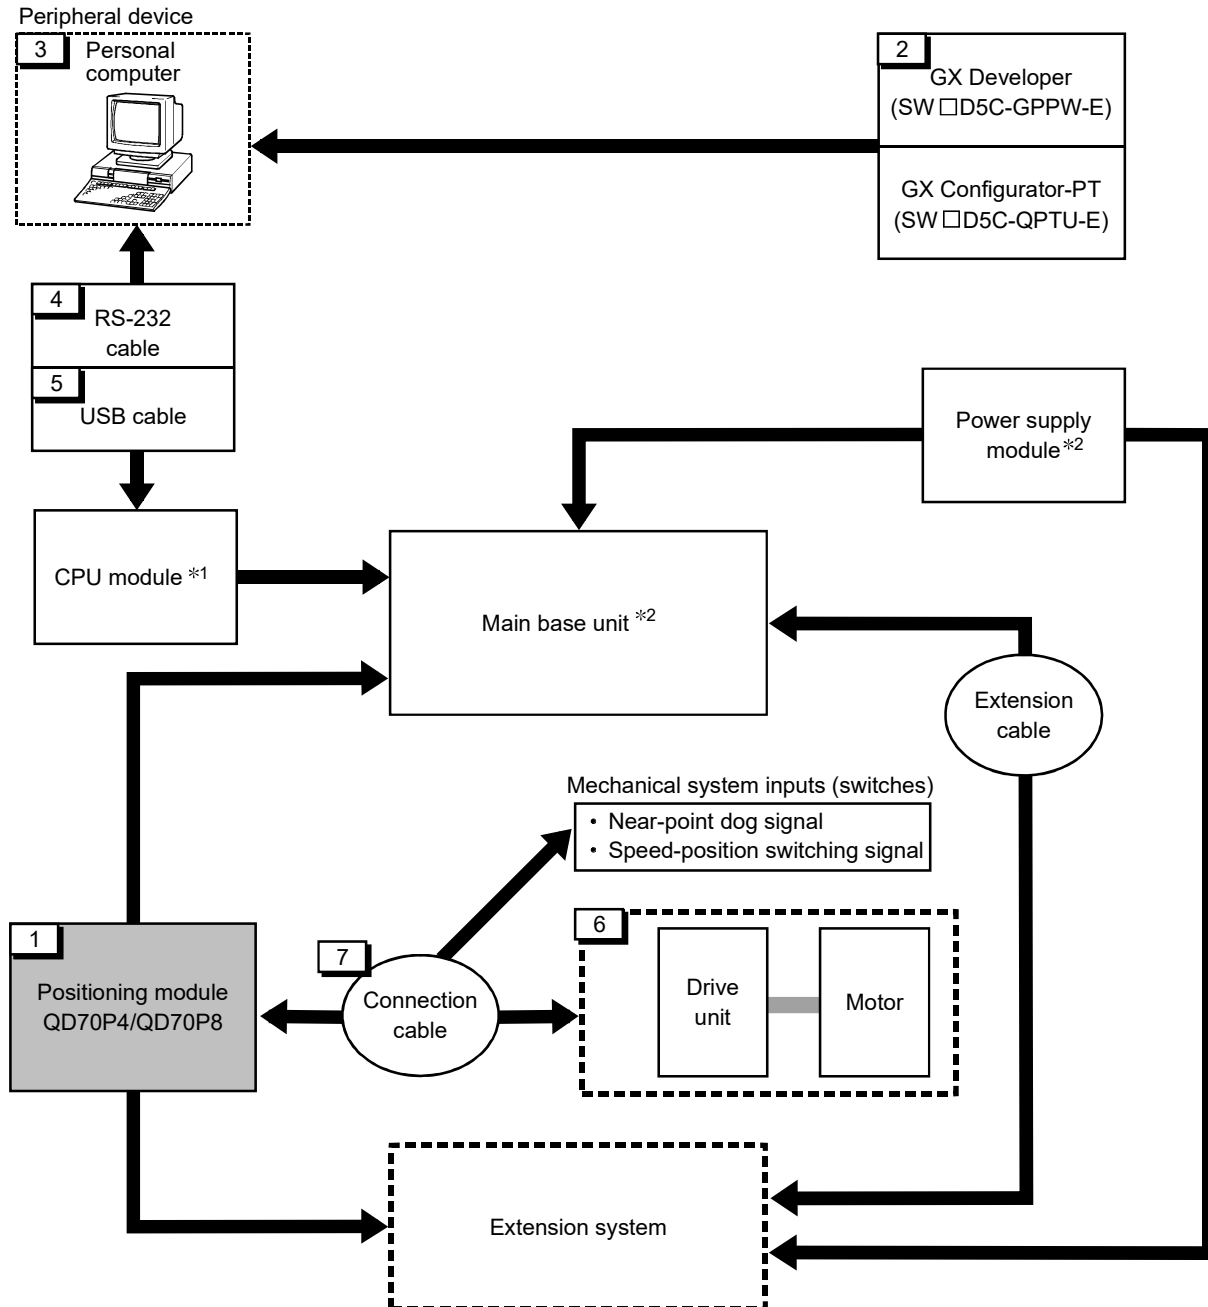 Peripheral device
3
Personal
computer
2
GX Developer
(SW □D5C-GPPW-E)
GX Configurator-PT
(SW □D5C-QPTU-E)
4
RS-232
cable
5
USB cable
Power supply
module*2
CPU module *1
Main base unit *2
Extension
cable
Mechanical system inputs (switches)
・ Near-point dog signal
・ Speed-position switching signal
1
Positioning module
QD70P4/QD70P8
7
Connection
cable
6
Drive
unit
Motor
Extension system